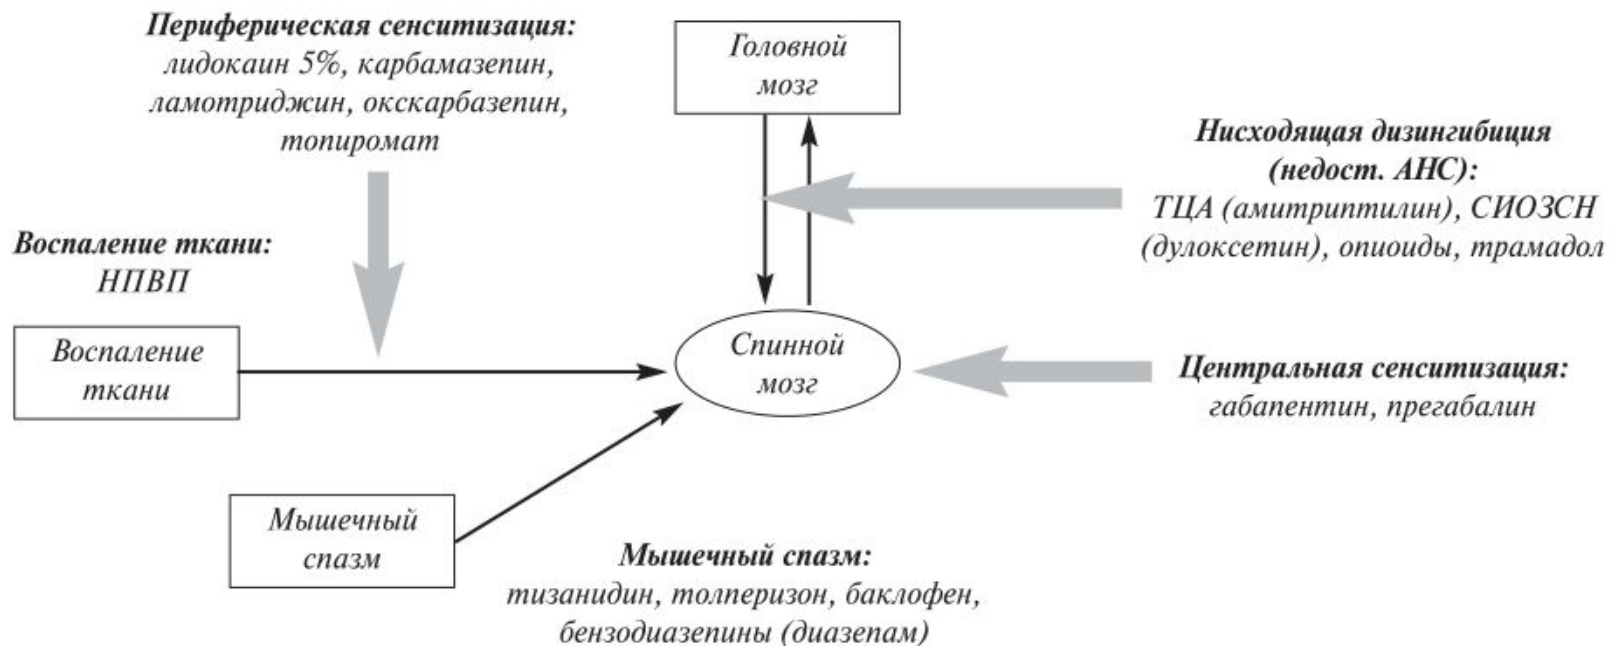 Периферическая сенситизация:
лидокаин 5%, карбамазепин,
ламотриджин, окскарбазепин,
топиромат
Головной
мозг
Нисходящая дизингибиция
(недост. АНС):
ТЦА (амитриптилин), СИОЗСН
(дулоксетин), опиоиды, трамадол
Воспаление ткани:
НПВП
Воспаление
ткани
Спинной
мозг
Центральная сенситизация:
габапентин, прегабалин
Мышечный
спазм
Мышечный спазм:
тизанидин, толперизон, баклофен,
бензодиазепины (диазепам)